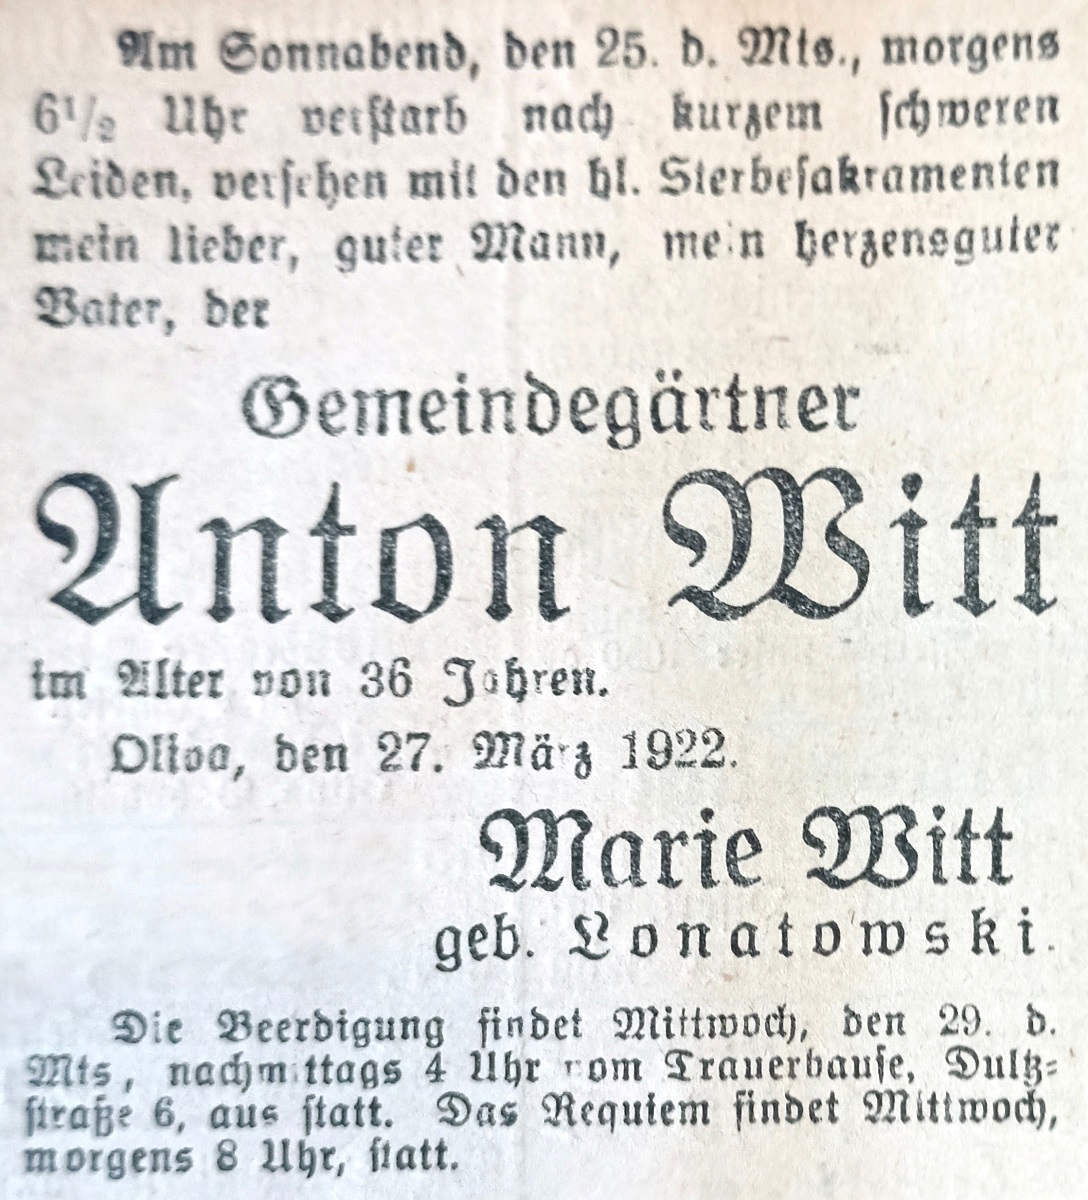 Am Sonnabend, den 25. d. Mts., morgens
6½ Uhr verstarb nach kurzem schweren
Leiden, versehen mit den hl. Sterbesakramenten
mein lieber, guter Mann, mein herzensguter
Vater, der
Gemeindegärtner
Anton Witt
im Alter von 36 Jahren.
Oliva, den 27. März 1922.
Marie Witt
geb. Lonatowski.
Die Beerdigung findet Mittwoch, den 29. d.
Mts, nachmittags 4 Uhr vom Trauerhause, Dultz-
straße 6, aus statt. Das Requiem findet Mittwoch,
morgens 8 Uhr, statt.